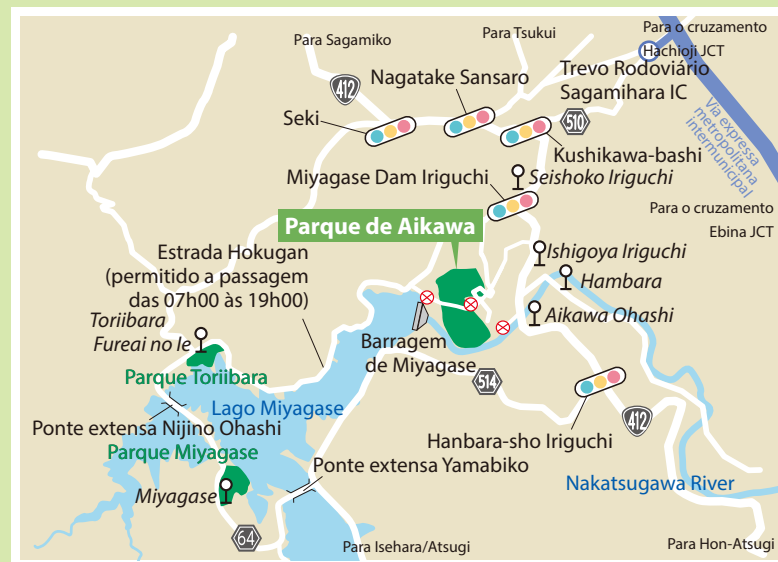 Para o cruzamento
Hachioji JCT
Para Sagamiko
Para Tsukui
Nagatake Sansaro
Trevo Rodoviário
Sagamihara IC
412
Seki
510
Via expressa
metropolitana
intermunicipal
Kushikawa-bashi
Miyagase Dam Iriguchi
Seishoko Iriguchi
Para o cruzamento
Ebina JCT
Parque de Aikawa
Estrada Hokugan
(permitido a passagem
das 07h00 às 19h00)
Ishigoya Iriguchi
Hambara
Toriibara
Fureai no Ie
Aikawa Ohashi
Barragem
de Miyagase
Parque Toriibara
514
Lago Miyagase
412
Ponte extensa Nijino Ohashi
Hanbara-sho Iriguchi
Parque Miyagase
Ponte extensa Yamabiko
Nakatsugawa River
Miyagase
64
Para Isehara/Atsugi
Para Hon-Atsugi